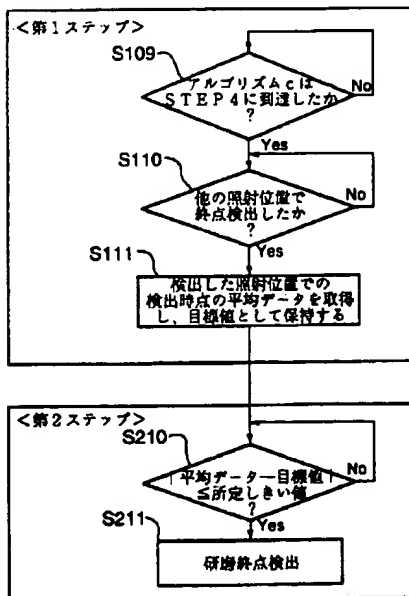 <第1ステップ>
S109
アルゴリズムcは
STEP4に到達したか
?
No
Yes
S110
他の照射位置で
終点検出したか
?
No
Yes
S111
検出した照射位置での
検出時点の平均データを取得
し、目標値として保持する
<第2ステップ>
S210
|平均データ−目標値|
≦所定しきい値
?
No
Yes
S211
研磨終点検出